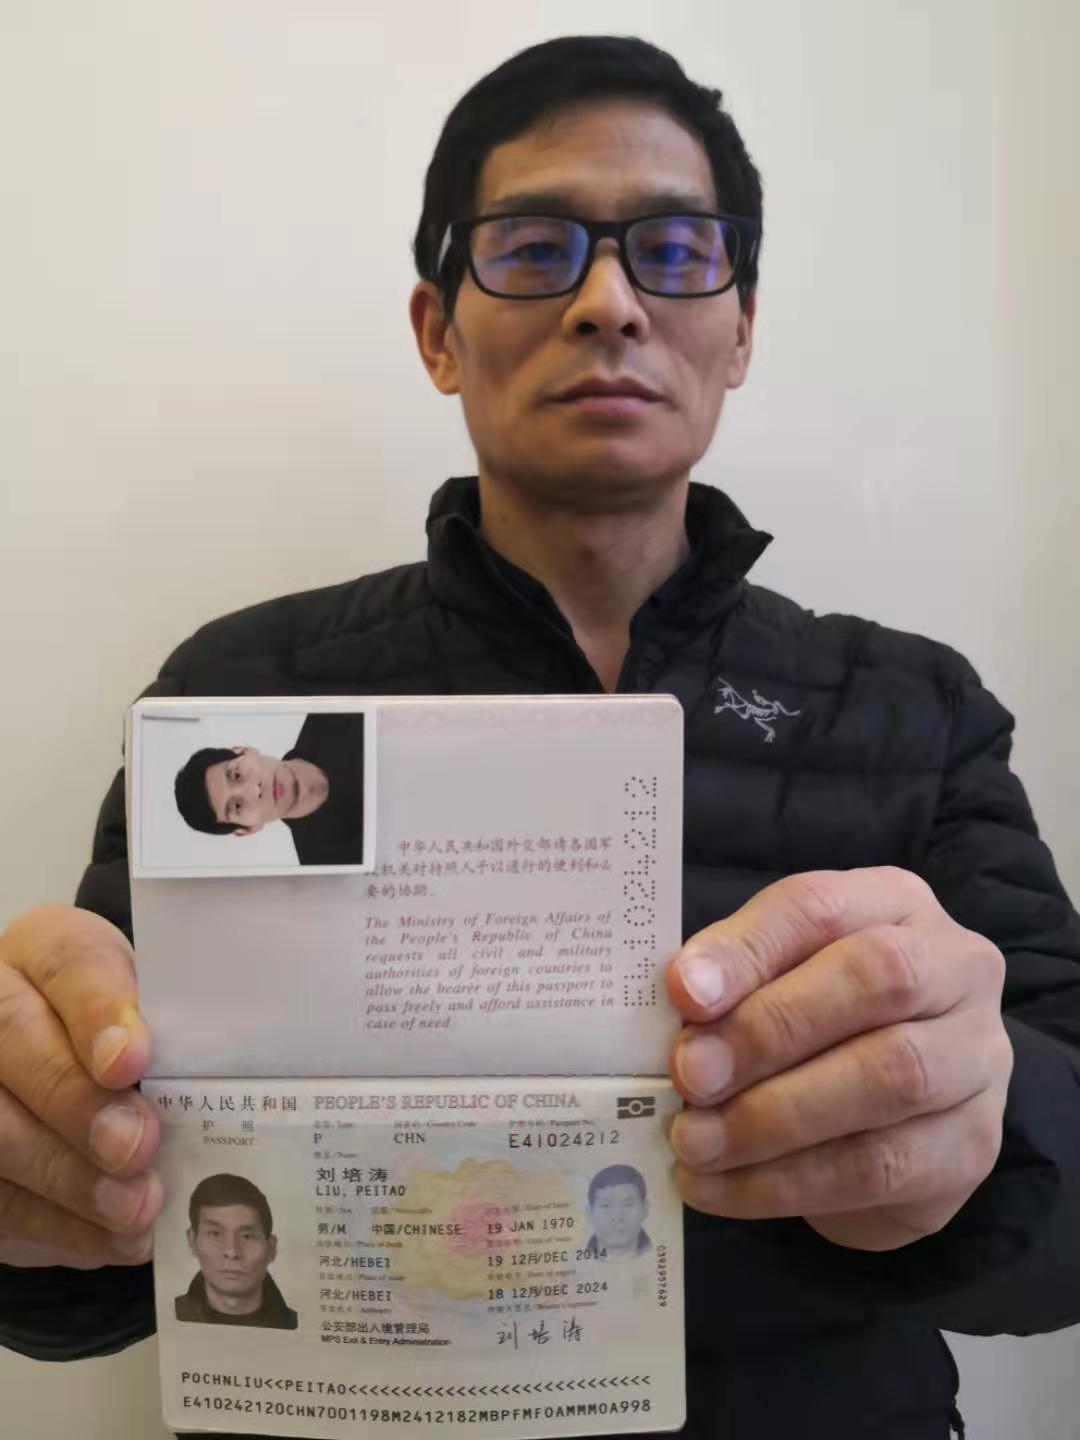 中华人民共和国外交部请各国军
机关对持照人予以通行的便利和必
要的协助。
The Ministry of Foreign Affairs of
the People's Republic of China
requests all civil and military
authorities of foreign countries to
allow the bearer of this passport to
pass freely and afford assistance in
case of need
E41024212
中华人民共和国 PEOPLE'S REPUBLIC OF CHINA
护照
PASSPORT
P CHN E41024212
刘培涛
LIU, PEITAO
男/M 中国/CHINESE 19 JAN 1970
河北/HEBEI 19 12月/DEC 2014
河北/HEBEI 18 12月/DEC 2024
公安部出入境管理局
MPS Exit & Entry Administration
刘培涛
0392957629
POCHNLIU<<PEITAO<<<<<<<<<<<<<<<<<<<<<<<<<<<<
E410242120CHN7001198M2412182MBPFMFOAMMMOA998